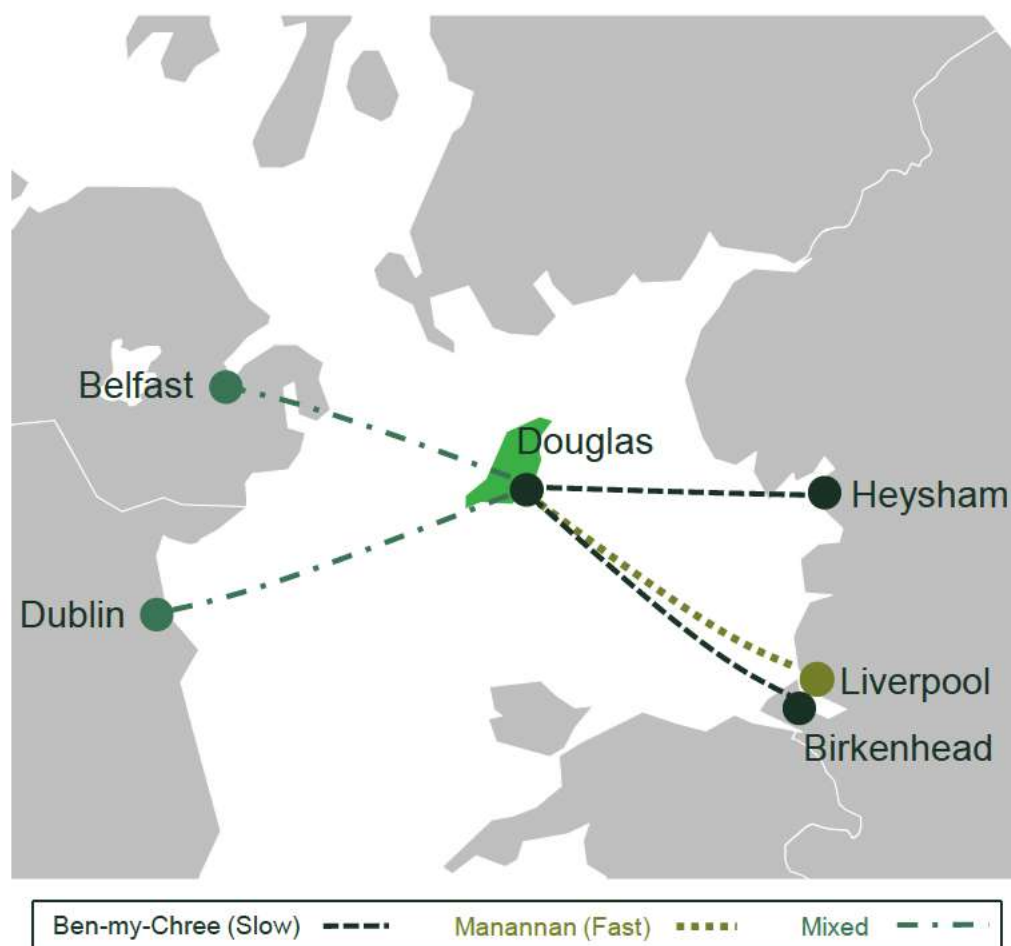 Belfast
Douglas
Heysham
Dublin
Liverpool
Birkenhead
Ben-my-Chree (Slow) Manannan (Fast) Mixed